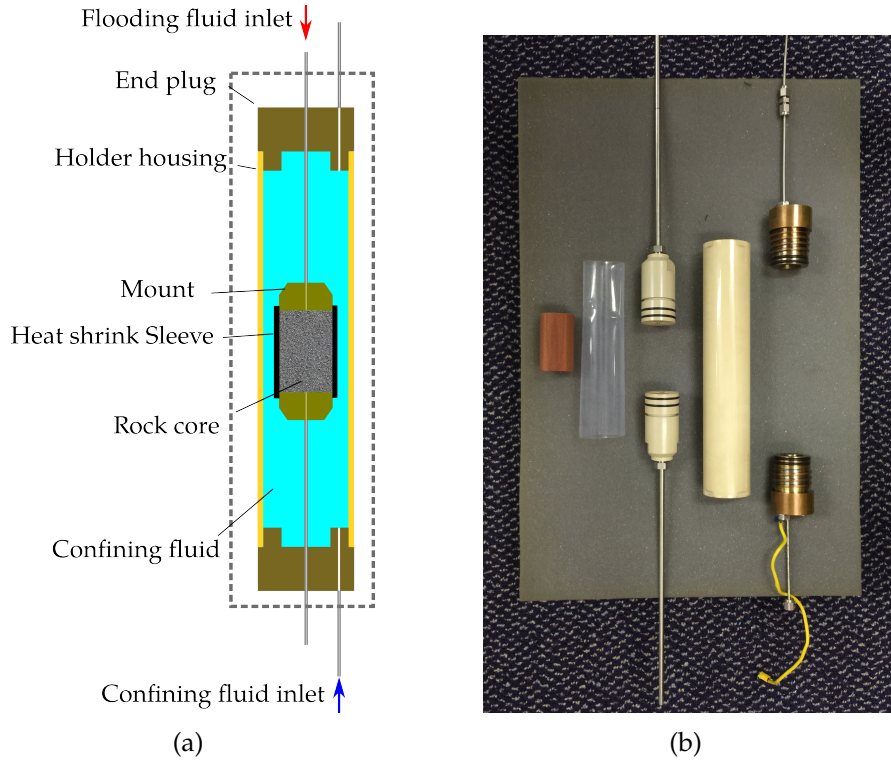 Flooding fluid inlet
End plug
Holder housing
Mount
Heat shrink Sleeve
Rock core
Confining fluid
Confining fluid inlet
(a)
(b)